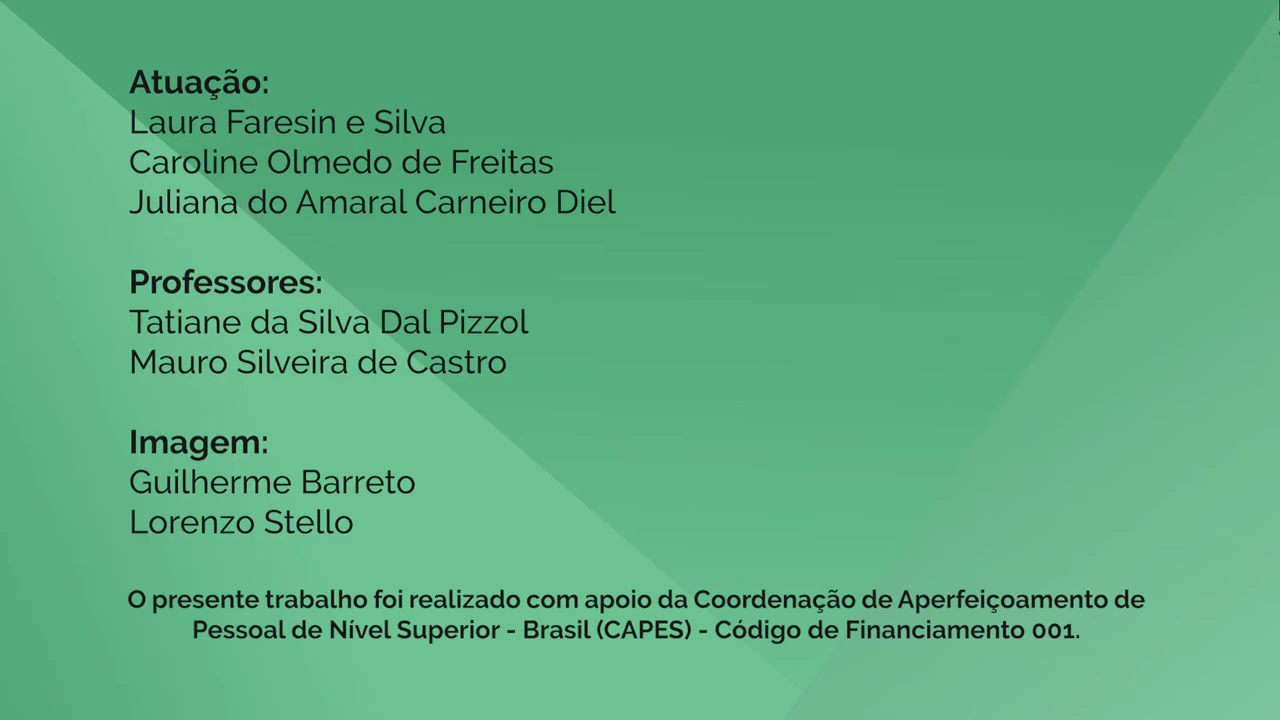 Atuação:
Laura Faresin e Silva
Caroline Olmedo de Freitas
Juliana do Amaral Carneiro Diel
Professores:
Tatiane da Silva Dal Pizzol
Mauro Silveira de Castro
Imagem:
Guilherme Barreto
Lorenzo Stello
O presente trabalho foi realizado com apoio da Coordenação de Aperfeiçoamento de
Pessoal de Nível Superior - Brasil (CAPES) - Código de Financiamento 001.